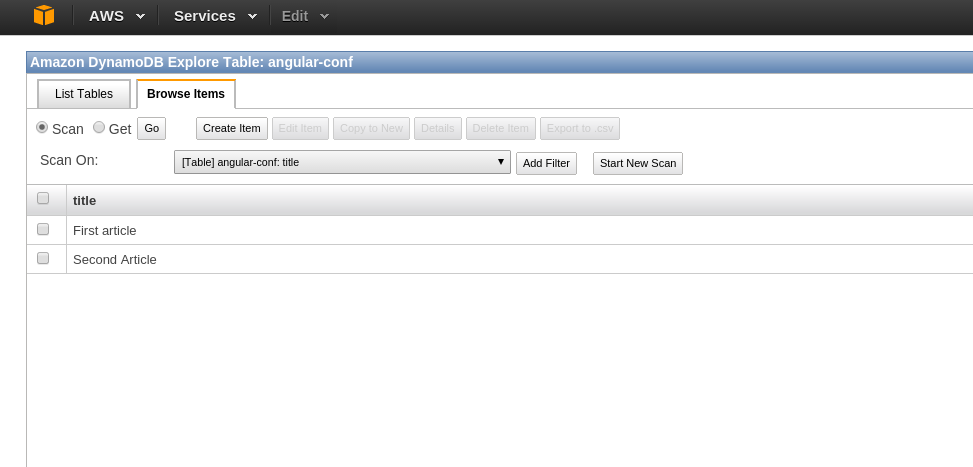 AWS Services Edit
Amazon DynamoDB Explore Table: angular-conf
List Tables Browse Items
Scan Get Go Create Item Edit Item Copy to New Details Delete Item Export to .csv
Scan On: [Table] angular-conf: title Add Filter Start New Scan
title
First article
Second Article